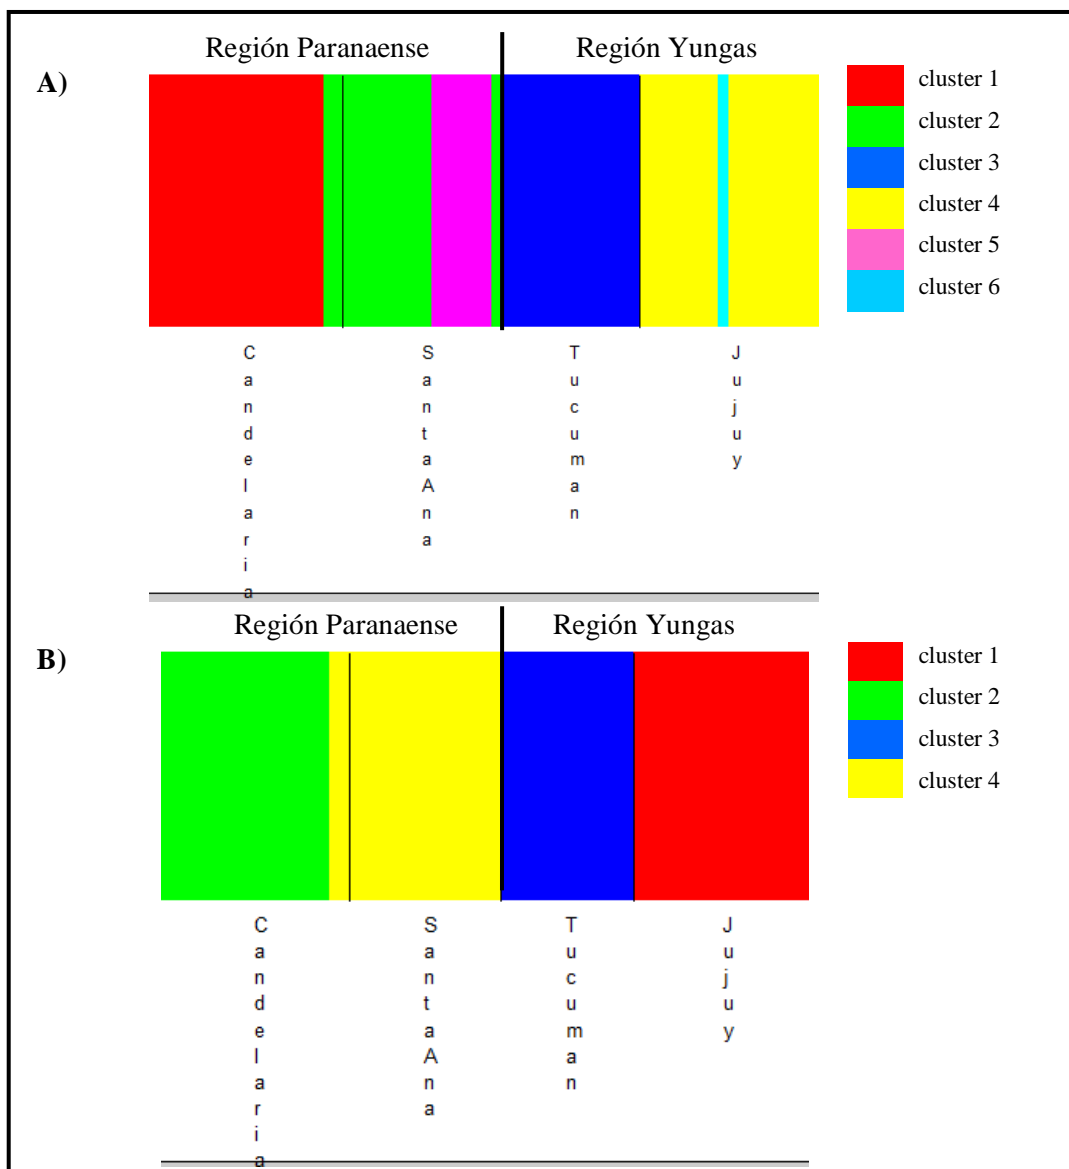 Región Paranaense
Región Yungas
A)
cluster 1
cluster 2
cluster 3
cluster 4
cluster 5
cluster 6
Candelaria
SantaAna
Tucuman
Jujuy
Región Paranaense
Región Yungas
B)
cluster 1
cluster 2
cluster 3
cluster 4
Candelaria
SantaAna
Tucuman
Jujuy